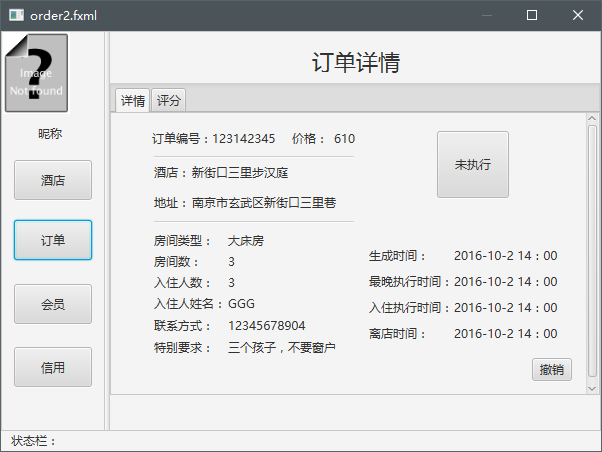 order2.fxml
Image
Not found
昵称
酒店
订单
会员
信用
订单详情
详情 评分
订单编号：123142345 价格： 610
未执行
酒店：新街口三里步汉庭
地址：南京市玄武区新街口三里巷
房间类型： 大床房
房间数： 3
入住人数： 3
入住人姓名：GGG
联系方式： 12345678904
特别要求： 三个孩子，不要窗户
生成时间： 2016-10-2 14：00
最晚执行时间：2016-10-2 14：00
入住执行时间：2016-10-2 14：00
离店时间： 2016-10-2 14：00
撤销
状态栏：